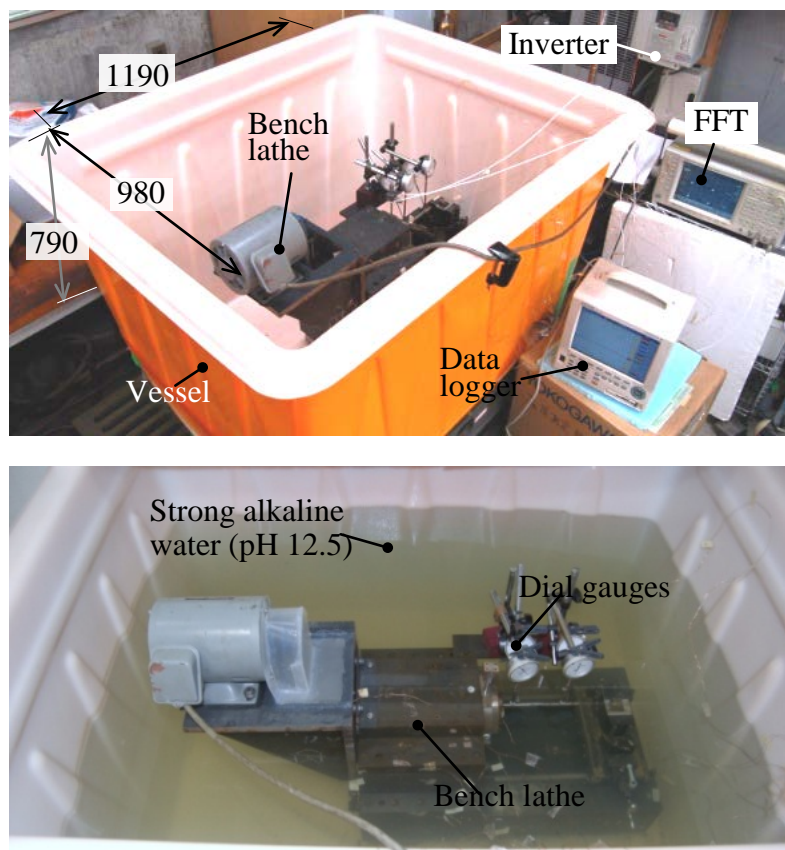 Inverter
1190
FFT
Bench
lathe
980
790
Data
logger
Vessel
OKOGAWA
Strong alkaline
water (pH 12.5)
Dial gauges
Bench lathe